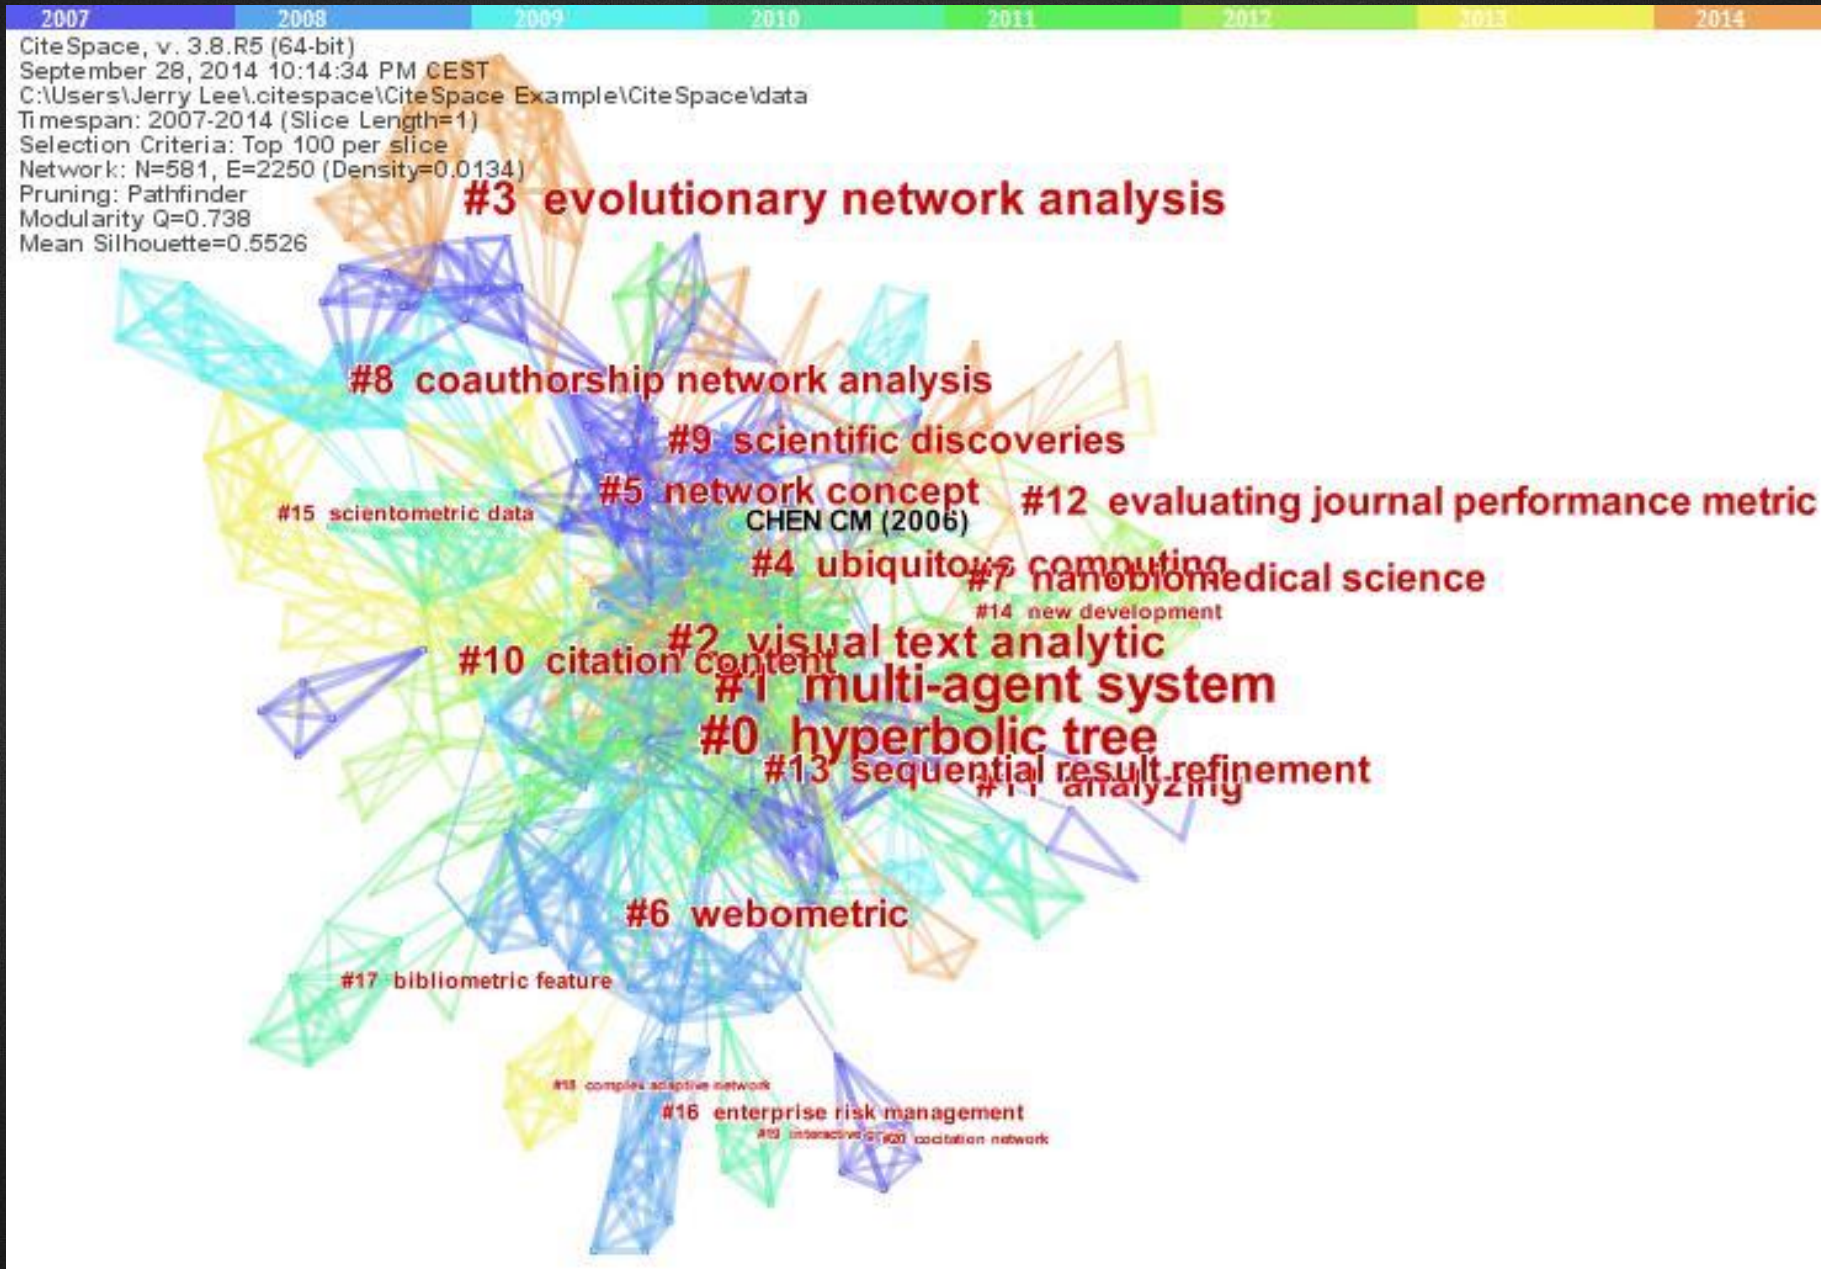 2007 2008 2009 2010 2011 2012 2013 2014
CiteSpace, v. 3.8.R5 (64-bit)
September 28, 2014 10:14:34 PM CEST
C:\Users\Jerry Lee\.citespace\CiteSpace Example\CiteSpace\data
Timespan: 2007-2014 (Slice Length=1)
Selection Criteria: Top 100 per slice
Network: N=581, E=2250 (Density=0.0134)
Pruning: Pathfinder
Modularity Q=0.738
Mean Silhouette=0.5526
#3 evolutionary network analysis
#8 coauthorship network analysis
#9 scientific discoveries
#5 network concept
#12 evaluating journal performance metric
#15 scientometric data
CHEN CM (2006)
#4 ubiquitous computing
#7 nanobiomedical science
#14 new development
#2 visual text analytic
#10 citation content
#1 multi-agent system
#0 hyperbolic tree
#13 sequential result refinement
#11 analyzing
#6 webometric
#17 bibliometric feature
#18 complex adaptive network
#16 enterprise risk management
#19 interactive
#20 cocitation network